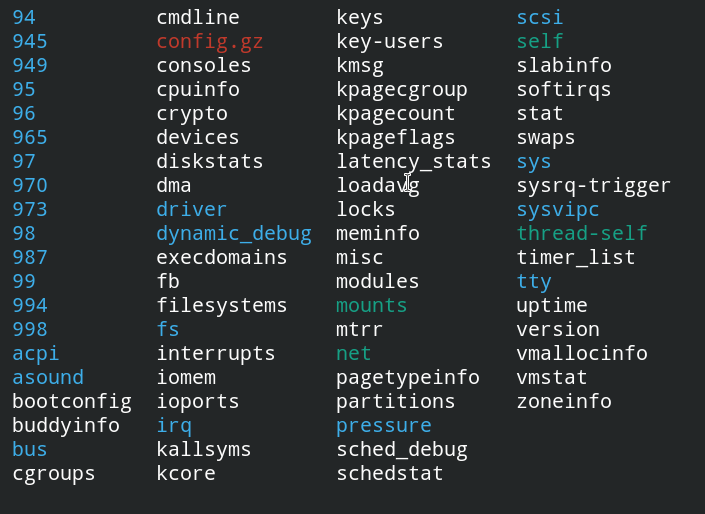 94 cmdline keys scsi
945 config.gz key-users self
949 consoles kmsg slabinfo
95 cpuinfo kpagecgroup softirqs
96 crypto kpagecount stat
965 devices kpageflags swaps
97 diskstats latency_stats sys
970 dma loadavg sysrq-trigger
973 driver locks sysvipc
98 dynamic_debug meminfo thread-self
987 execdomains misc timer_list
99 fb modules tty
994 filesystems mounts uptime
998 fs mtrr version
acpi interrupts net vmallocinfo
asound iomem pagetypeinfo vmstat
bootconfig ioports partitions zoneinfo
buddyinfo irq pressure
bus kallsyms sched_debug
cgroups kcore schedstat